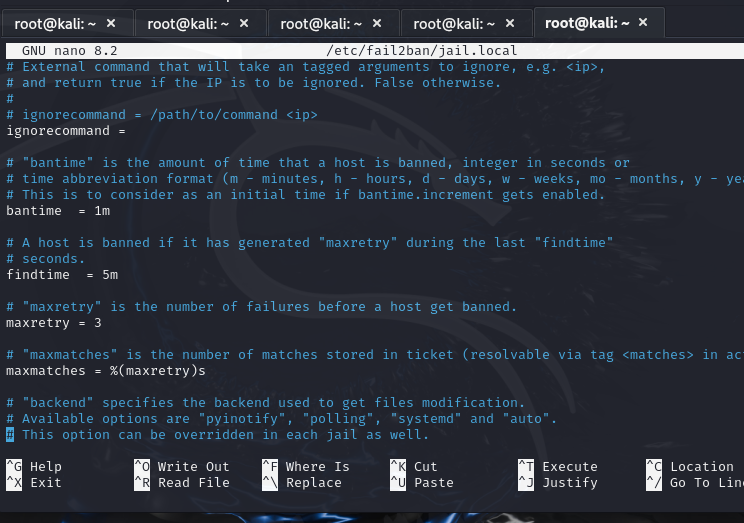 root@kali: ~ × root@kali: ~ × root@kali: ~ × root@kali: ~ × root@kali: ~ ×
GNU nano 8.2 /etc/fail2ban/jail.local
# External command that will take an tagged arguments to ignore, e.g. <ip>,
# and return true if the IP is to be ignored. False otherwise.
#
# ignorecommand = /path/to/command <ip>
ignorecommand =
# "bantime" is the amount of time that a host is banned, integer in seconds or
# time abbreviation format (m - minutes, h - hours, d - days, w - weeks, mo - months, y - yea
# This is to consider as an initial time if bantime.increment gets enabled.
bantime  = 1m
# A host is banned if it has generated "maxretry" during the last "findtime"
# seconds.
findtime  = 5m
# "maxretry" is the number of failures before a host get banned.
maxretry = 3
# "maxmatches" is the number of matches stored in ticket (resolvable via tag <matches> in act
maxmatches = %(maxretry)s
# "backend" specifies the backend used to get files modification.
# Available options are "pyinotify", "polling", "systemd" and "auto".
# This option can be overridden in each jail as well.
^G Help ^O Write Out ^F Where Is ^K Cut ^T Execute ^C Location
^X Exit ^R Read File ^\ Replace ^U Paste ^J Justify ^/ Go To Line